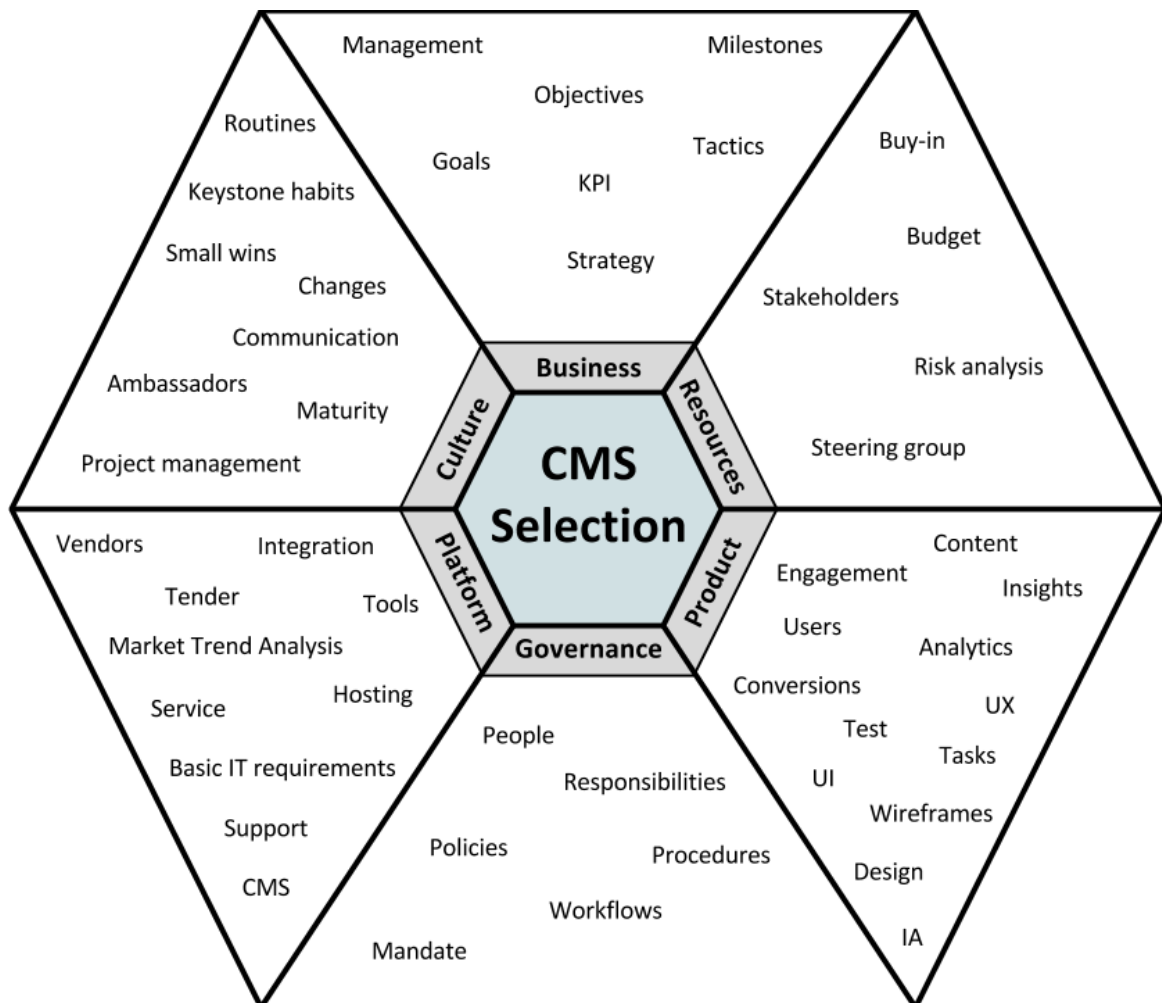 Management
Milestones
Objectives
Goals
Tactics
KPI
Strategy
Business
Buy-in
Budget
Stakeholders
Risk analysis
Steering group
Resources
Content
Engagement
Insights
Users
Analytics
Conversions
UX
Test
Tasks
UI
Wireframes
Design
IA
Product
Governance
People
Responsibilities
Policies
Procedures
Workflows
Mandate
Platform
Vendors
Integration
Tender
Tools
Market Trend Analysis
Hosting
Service
Basic IT requirements
Support
CMS
Culture
Routines
Keystone habits
Small wins
Changes
Communication
Ambassadors
Maturity
Project management
CMS
Selection